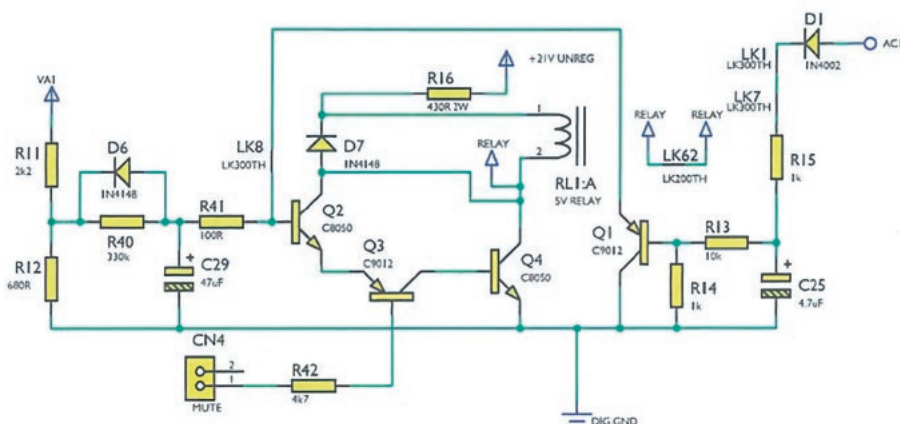 D1
AC1
1N4002
LK1
LK300TH
+21V UNREG
VA1
R16
430R 2W
LK7
LK300TH
1
D7
1N4148
RELAY
RELAY
RELAY
R11
2k2
D6
1N4148
LK8
LK300TH
2
LK62
LK200TH
R15
1k
RL1:A
5V RELAY
R41
100R
R40
330k
Q2
C8050
Q1
C9012
R13
10k
Q3
C9012
Q4
C8050
R12
680R
C29
47uF
+
R14
1k
+
C25
4.7uF
CN4
2
1
MUTE
R42
4k7
DIG.GND